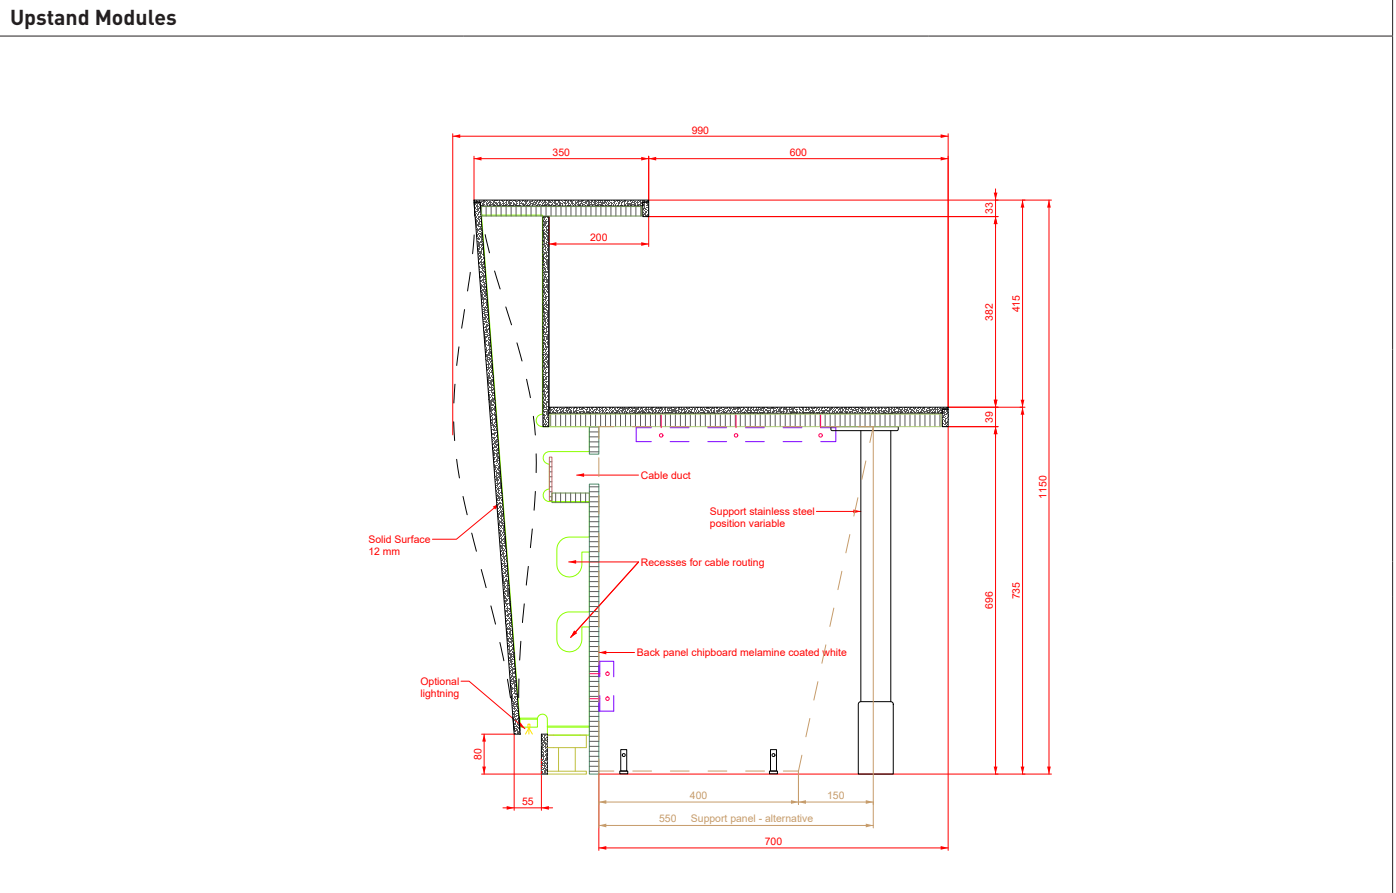 Upstand Modules
990
350
600
33
200
382
415
39
1150
Cable duct
Support stainless steel
position variable
Solid Surface
12 mm
Recesses for cable routing
696
735
Back panel chipboard melamine coated white
Optional
lightning
80
55
400
150
550 Support panel - alternative
700